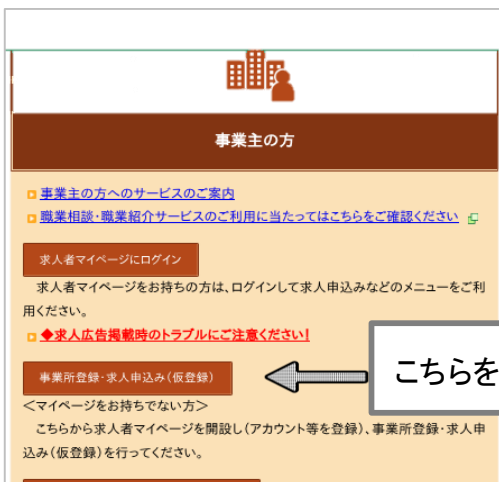 事業主の方
事業主の方へのサービスのご案内
職業相談・職業紹介サービスのご利用に当たってはこちらをご確認ください
求人者マイページにログイン
求人者マイページをお持ちの方は、ログインして求人申込みなどのメニューをご利
用ください。
◆求人広告掲載時のトラブルにご注意ください!
こちらを
事業所登録・求人申込み(仮登録)
<マイページをお持ちでない方>
こちらから求人者マイページを開設し(アカウント等を登録)、事業所登録・求人申
込み(仮登録)を行ってください。